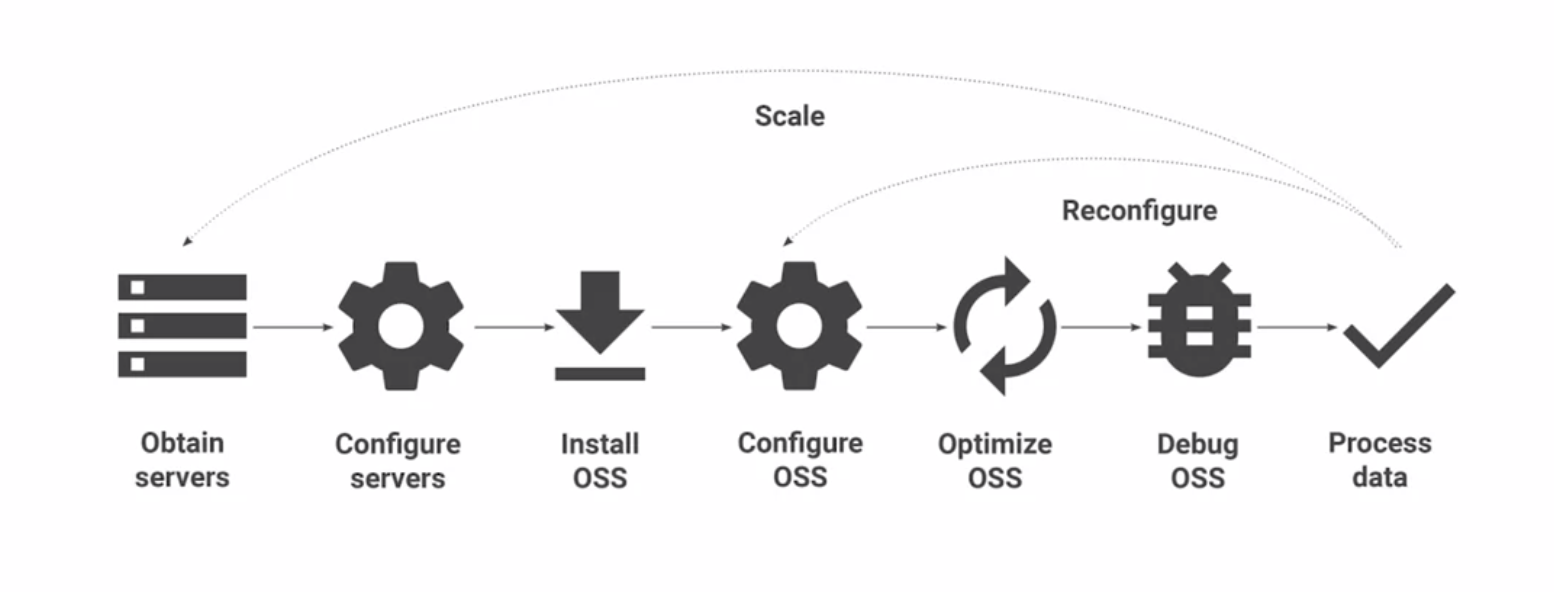 Scale
Reconfigure
Obtain
servers
Configure
servers
Install
OSS
Configure
OSS
Optimize
OSS
Debug
OSS
Process
data